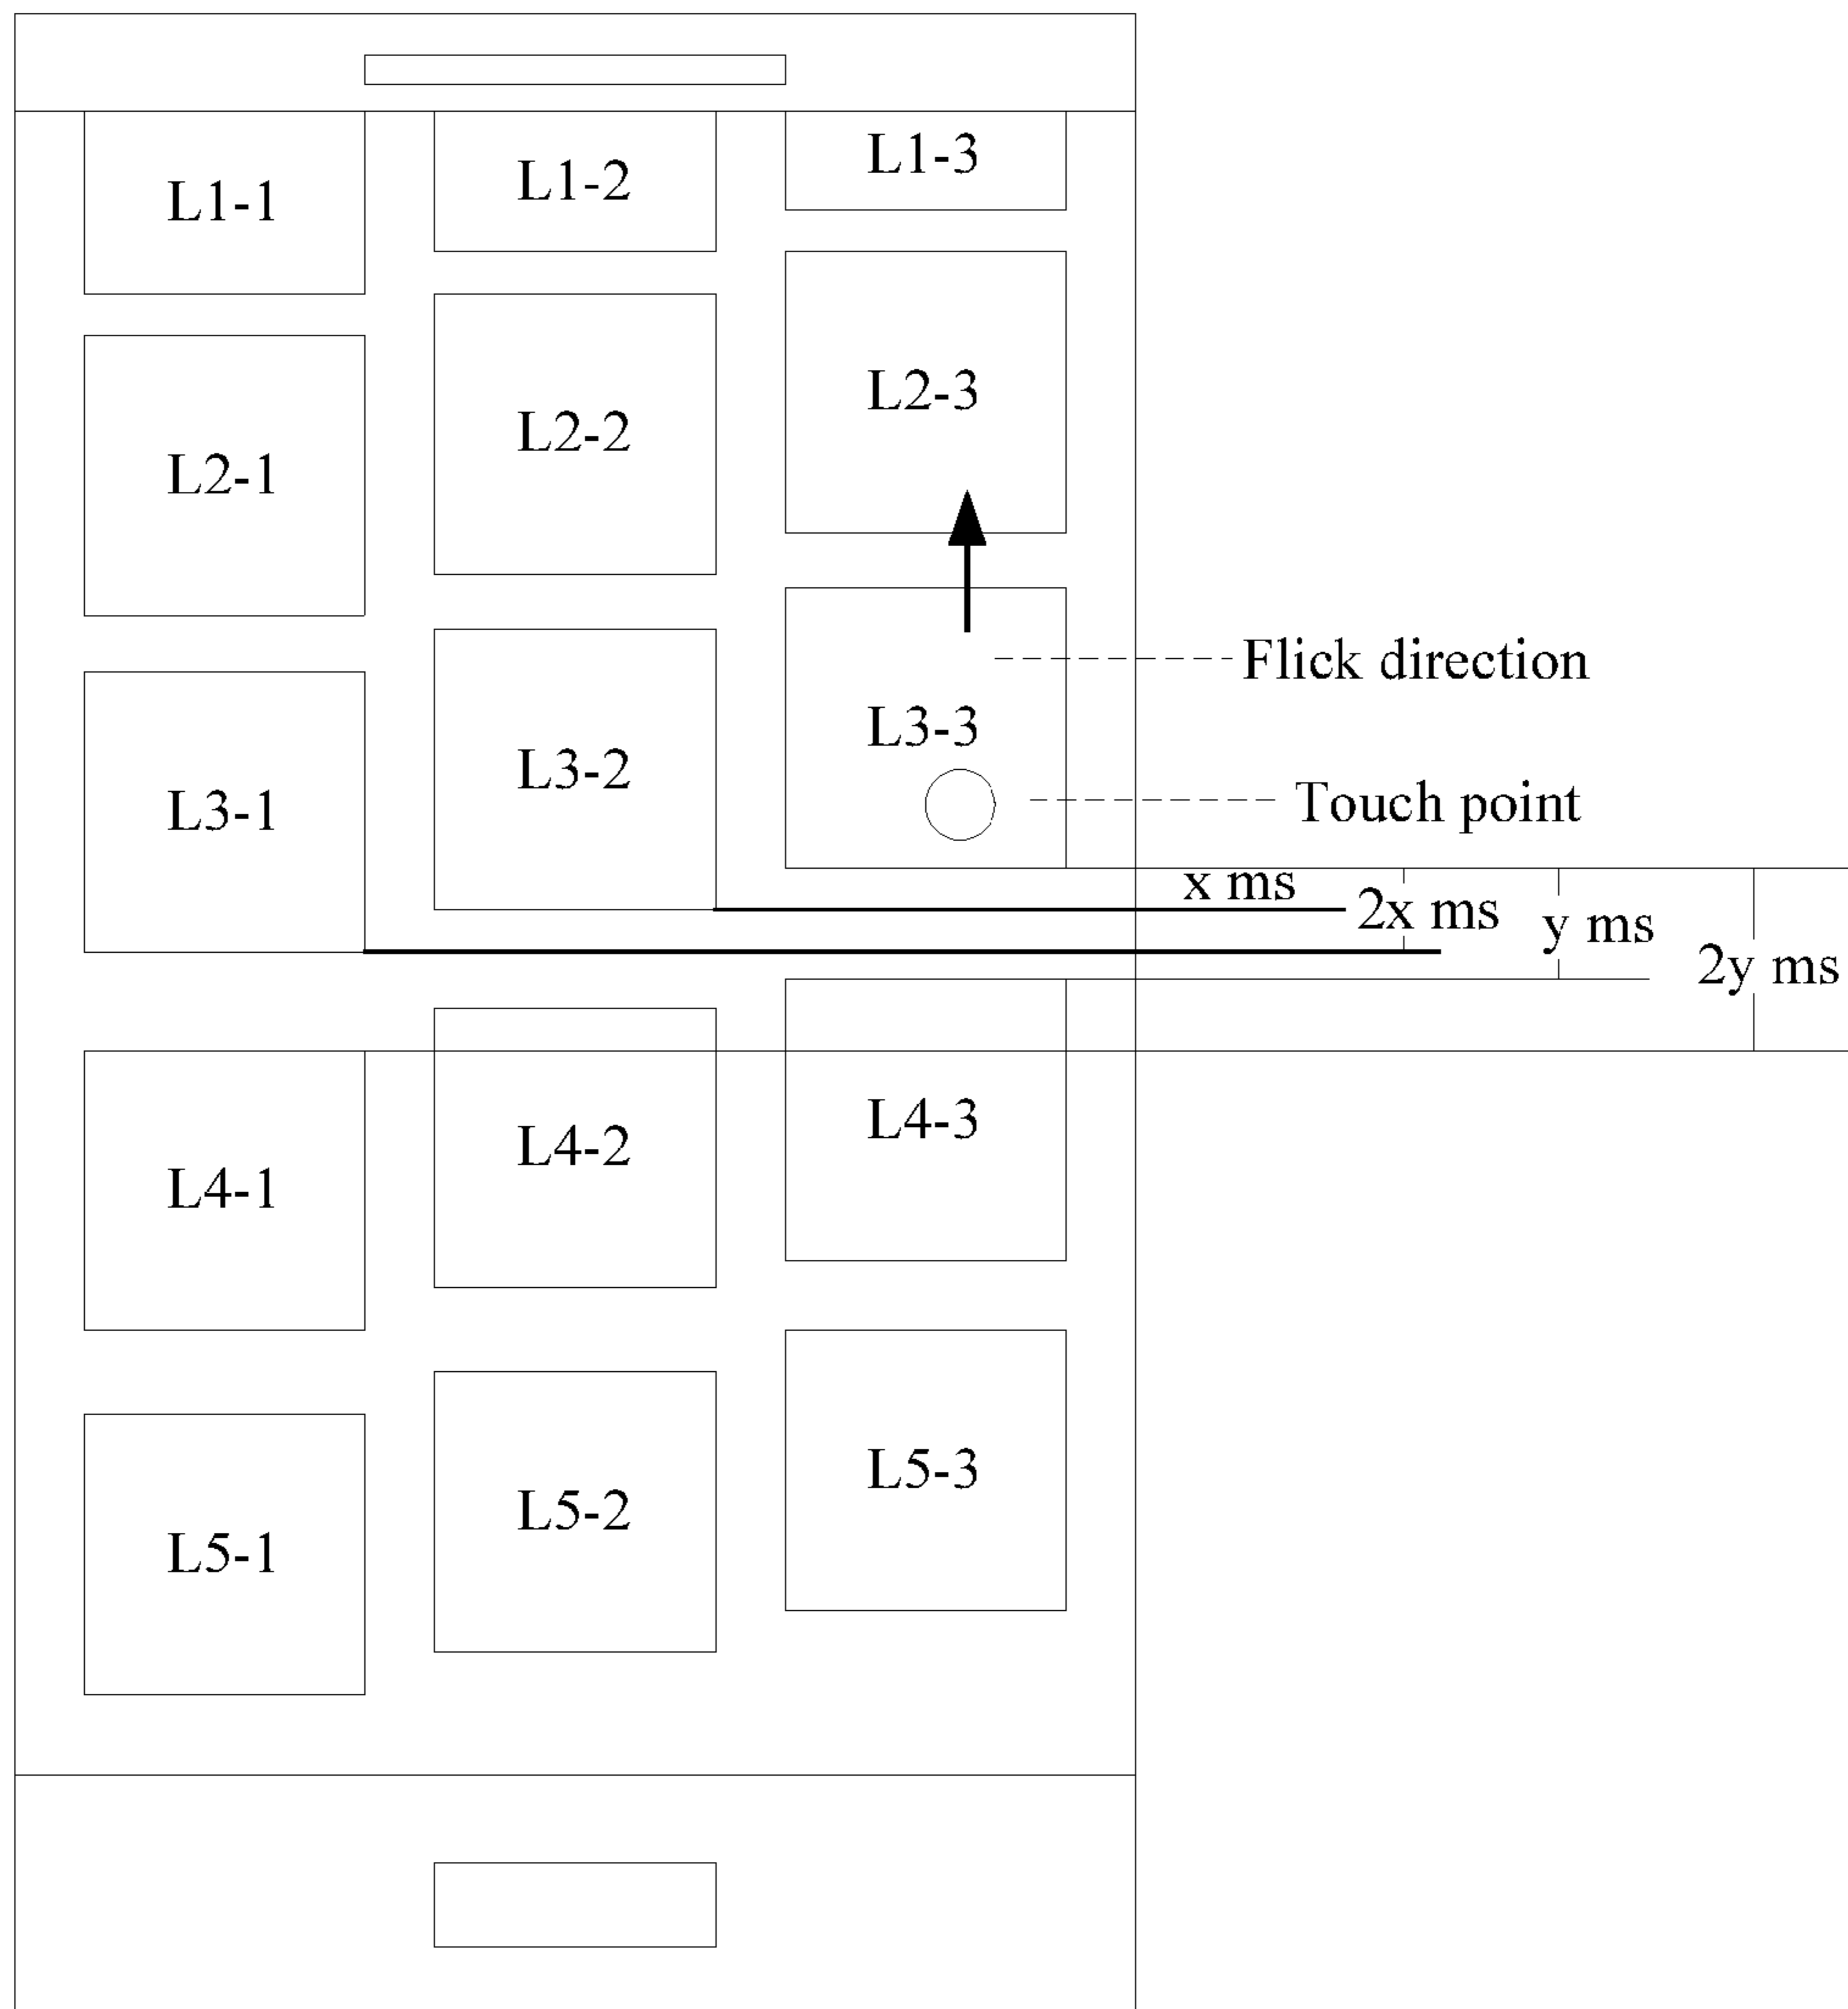 L1-1
L1-2
L1-3
L2-1
L2-2
L2-3
L3-1
L3-2
L3-3
Flick direction
Touch point
x ms
2x ms
y ms
2y ms
L4-1
L4-2
L4-3
L5-1
L5-2
L5-3